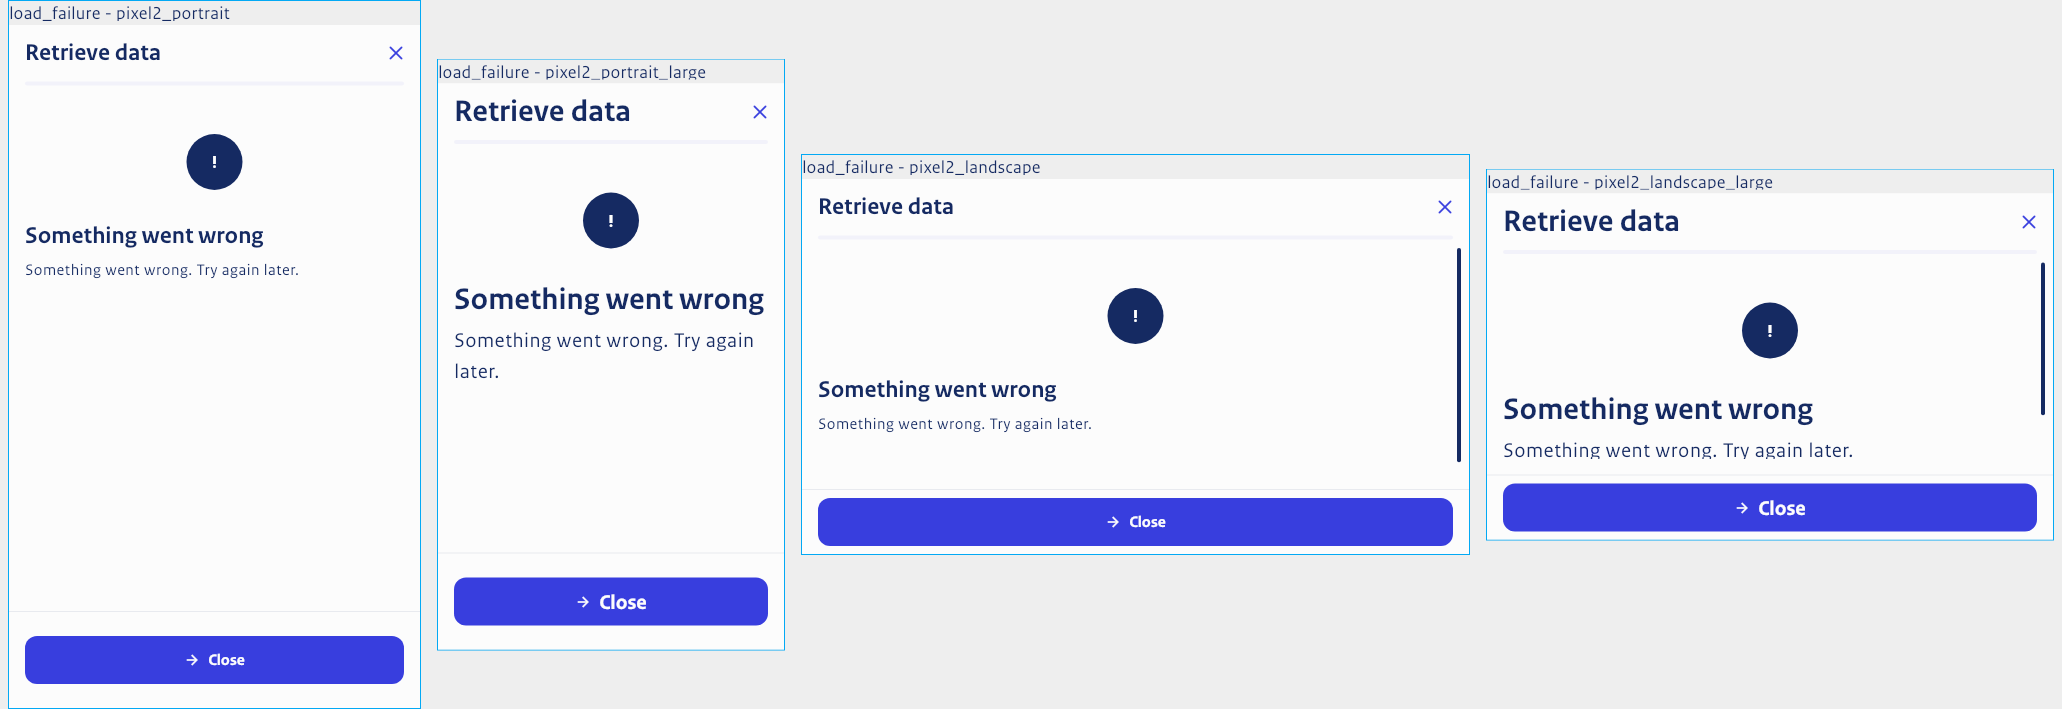 load_failure - pixel2_portrait
Retrieve data
!
Something went wrong
Something went wrong. Try again later.
Close
load_failure - pixel2_portrait_large
Retrieve data
!
Something went wrong
Something went wrong. Try again
later.
Close
load_failure - pixel2_landscape
Retrieve data
!
Something went wrong
Something went wrong. Try again later.
Close
load_failure - pixel2_landscape_large
Retrieve data
!
Something went wrong
Something went wrong. Try again later.
Close